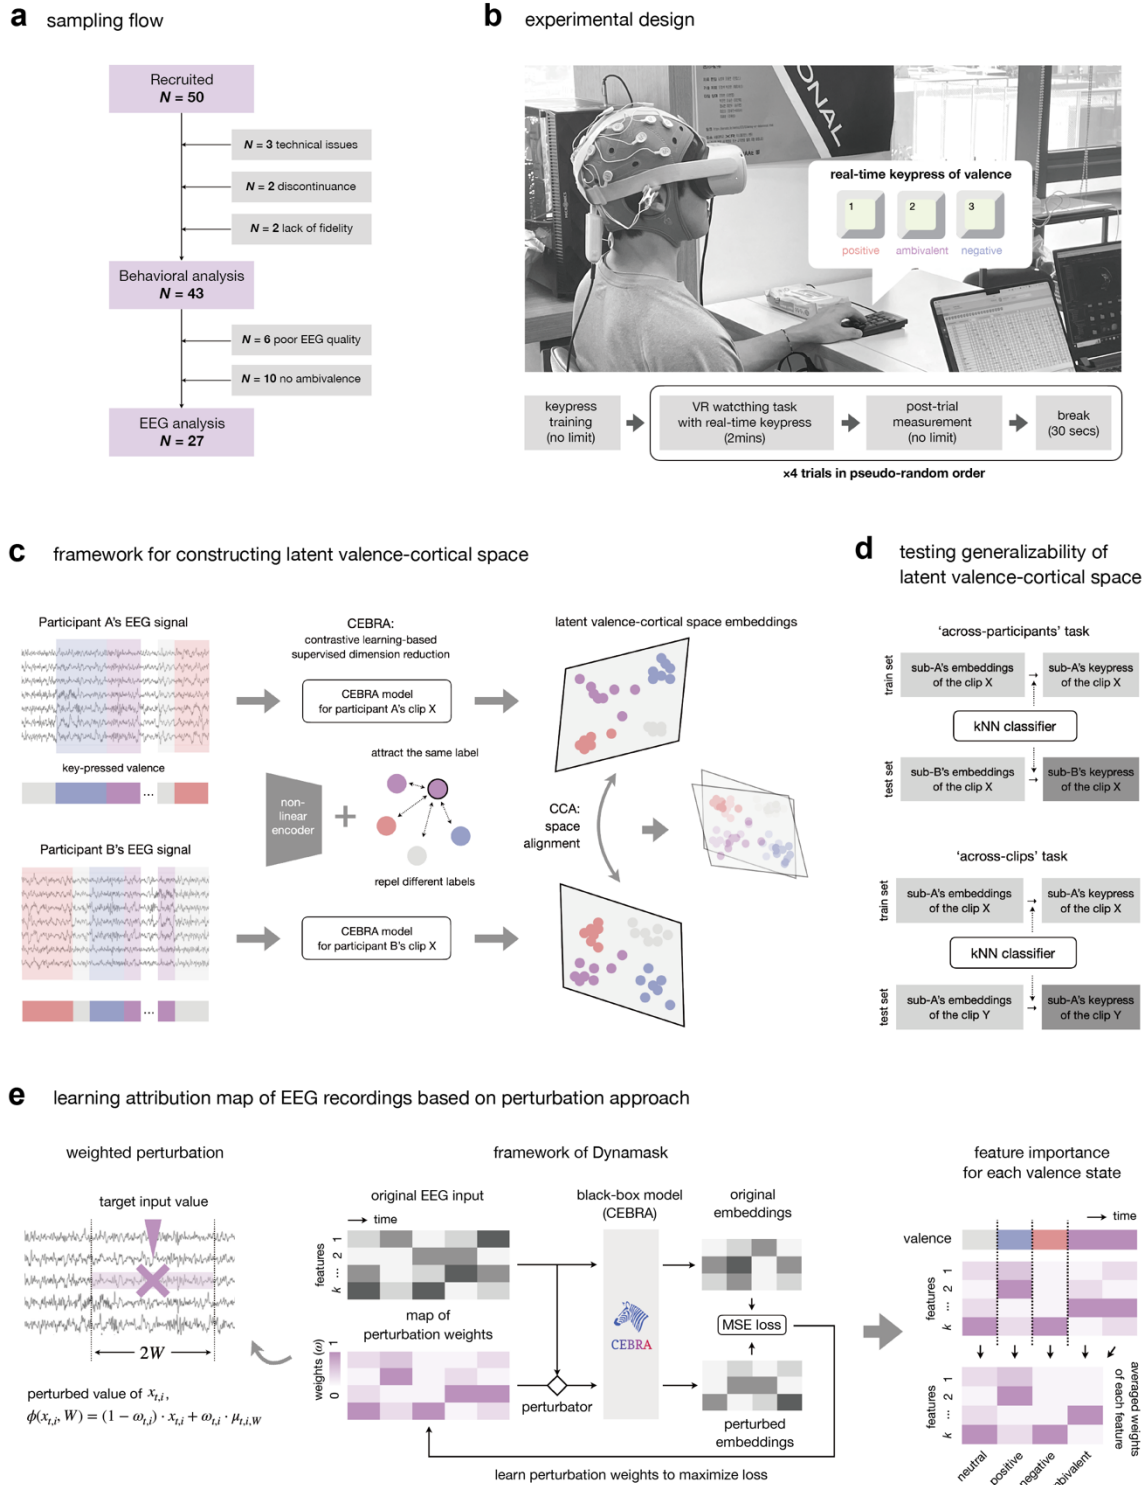 a sampling flow
Recruited
N = 50
N = 3 technical issues
N = 2 discontinuance
N = 2 lack of fidelity
Behavioral analysis
N = 43
N = 6 poor EEG quality
N = 10 no ambivalence
EEG analysis
N = 27
b experimental design
ONAL
real-time keypress of valence
1 2 3
positive ambivalent negative
keypress
training
(no limit)
VR watcthing task
with real-time keypress
(2mins)
post-trial
measurement
(no limit)
break
(30 secs)
×4 trials in pseudo-random order
c framework for constructing latent valence-cortical space
Participant A's EEG signal
key-pressed valence
...
Participant B's EEG signal
...
CEBRA:
contrastive learning-based
supervised dimension reduction
CEBRA model
for participant A's clip X
attract the same label
non-
linear
encoder
+
repel different labels
CEBRA model
for participant B's clip X
latent valence-cortical space embeddings
CCA:
space
alignment
d testing generalizability of
latent valence-cortical space
'across-participants' task
train set
sub-A's embeddings
of the clip X
sub-A's keypress
of the clip X
kNN classifier
test set
sub-B's embeddings
of the clip X
sub-B's keypress
of the clip X
'across-clips' task
train set
sub-A's embeddings
of the clip X
sub-A's keypress
of the clip X
kNN classifier
test set
sub-A's embeddings
of the clip Y
sub-A's keypress
of the clip Y
e learning attribution map of EEG recordings based on perturbation approach
weighted perturbation
target input value
2W
perturbed value of x_{t,i},
ϕ(x_{t,i}, W) = (1 − ω_{t,i}) · x_{t,i} + ω_{t,i} · μ_{t,i,W}
framework of Dynamask
original EEG input
time
features
1
2
...
k
map of
perturbation weights
weights (ω)
1
0
perturbator
black-box model
(CEBRA)
CEBRA
original
embeddings
MSE loss
perturbed
embeddings
learn perturbation weights to maximize loss
feature importance
for each valence state
time
valence
features
1
2
...
k
features
1
2
...
k
averaged weights
of each feature
neutral
positive
negative